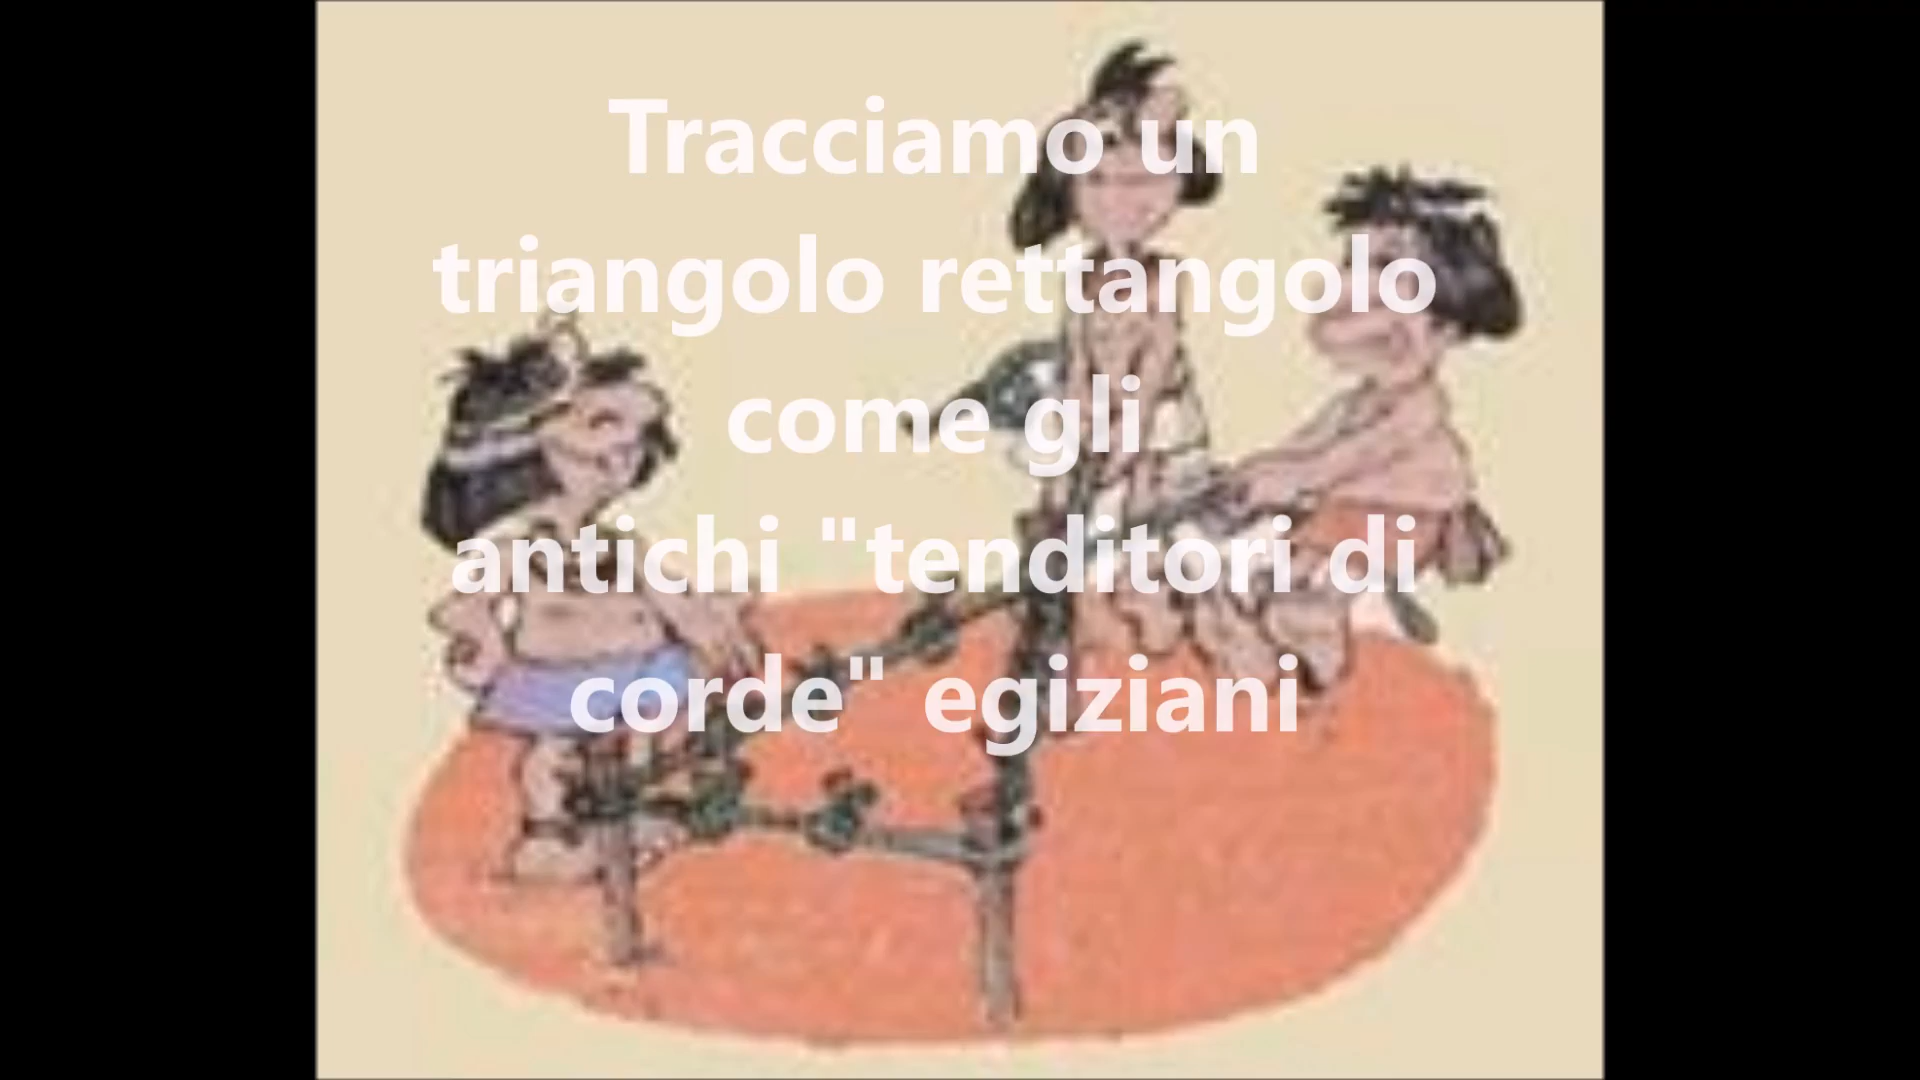 Tracciamo un
triangolo rettangolo
come gli
antichi "tenditori di
corde" egiziani